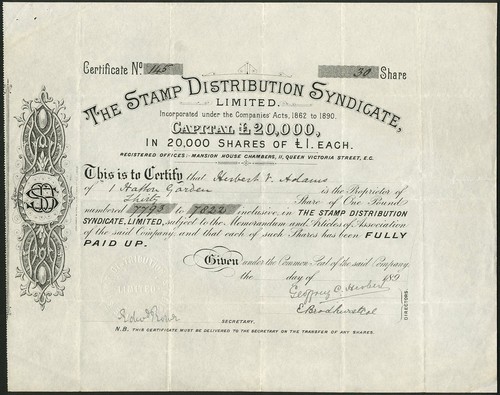 Certificate No. 145
30 Share
THE STAMP DISTRIBUTION SYNDICATE,
LIMITED.
Incorporated under the Companies' Acts, 1862 to 1890.
CAPITAL £20,000,
IN 20,000 SHARES OF £1. EACH.
REGISTERED OFFICES: MANSION HOUSE CHAMBERS, 11, QUEEN VICTORIA STREET, E.C.
This is to Certify that Herbert V. Adams
of 1 Hatton Garden is the Proprietor of
Thirty Share of One Pound
numbered 7793 to 7822 inclusive, in THE STAMP DISTRIBUTION
SYNDICATE, LIMITED, subject to the Memorandum and Articles of Association
of the said Company, and that each of such Shares has been FULLY
PAID UP.
SDS
Given under the Common Seal of the said Company,
the day of 189
Geoffrey C.
DIRECTORS.
SECRETARY.
N.B. THIS CERTIFICATE MUST BE DELIVERED TO THE SECRETARY ON THE TRANSFER OF ANY SHARES.